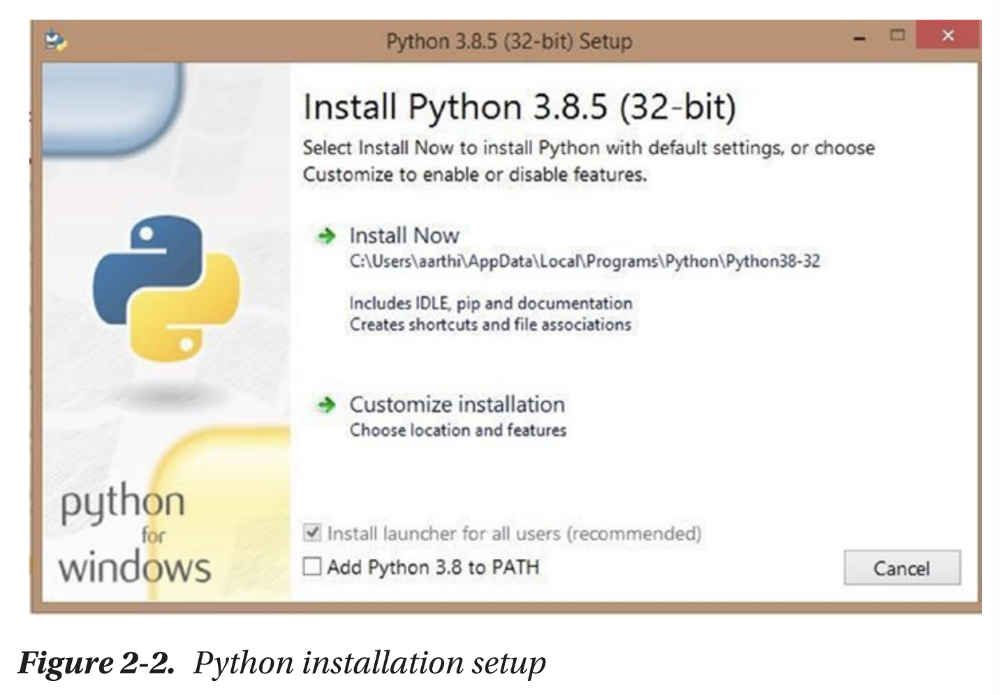 Python 3.8.5 (32-bit) Setup
Install Python 3.8.5 (32-bit)
Select Install Now to install Python with default settings, or choose
Customize to enable or disable features.
Install Now
C:\Users\aarthi\AppData\Local\Programs\Python\Python38-32
Includes IDLE, pip and documentation
Creates shortcuts and file associations
Customize installation
Choose location and features
python
for
windows
Install launcher for all users (recommended)
Add Python 3.8 to PATH
Cancel
Figure 2-2. Python installation setup